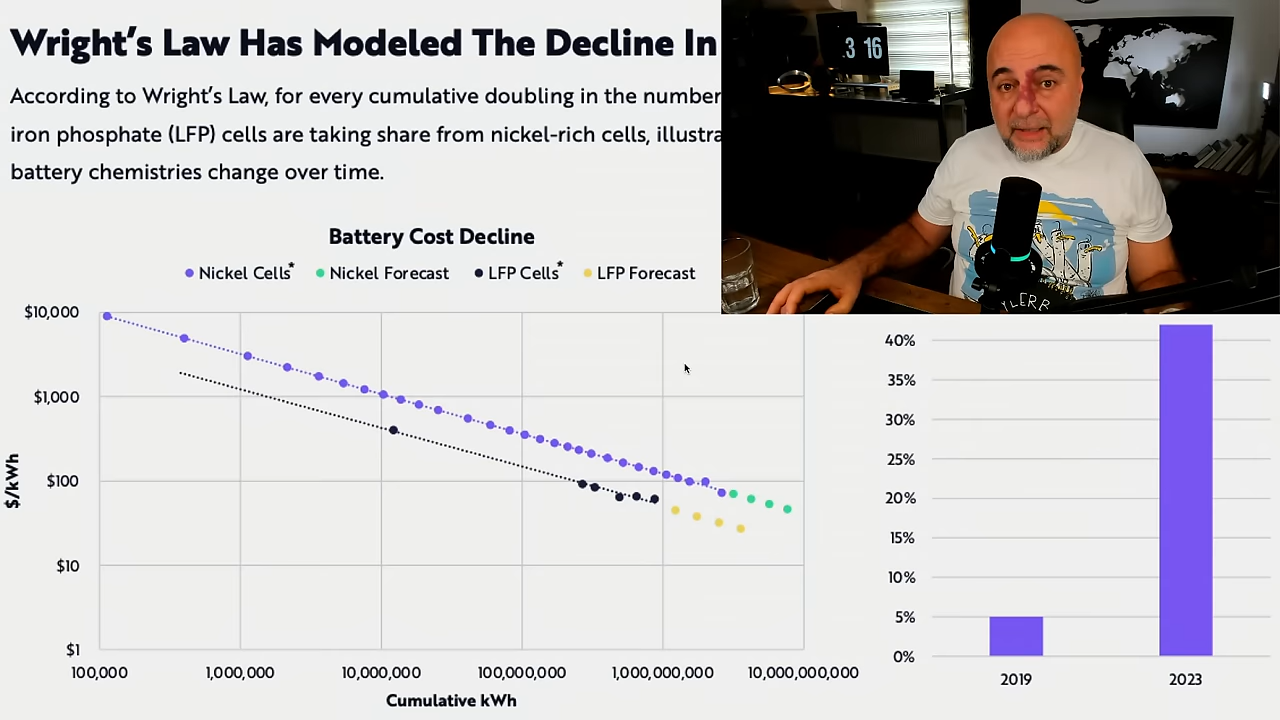 Wright's Law Has Modeled The Decline In
According to Wright's Law, for every cumulative doubling in the number
iron phosphate (LFP) cells are taking share from nickel-rich cells, illustra
battery chemistries change over time.
3 16
YLERR
Battery Cost Decline
Nickel Cells* Nickel Forecast LFP Cells* LFP Forecast
$/kWh
$10,000
$1,000
$100
$10
$1
100,000 1,000,000 10,000,000 100,000,000 1,000,000,000 10,000,000,000
Cumulative kWh
40%
35%
30%
25%
20%
15%
10%
5%
0%
2019 2023